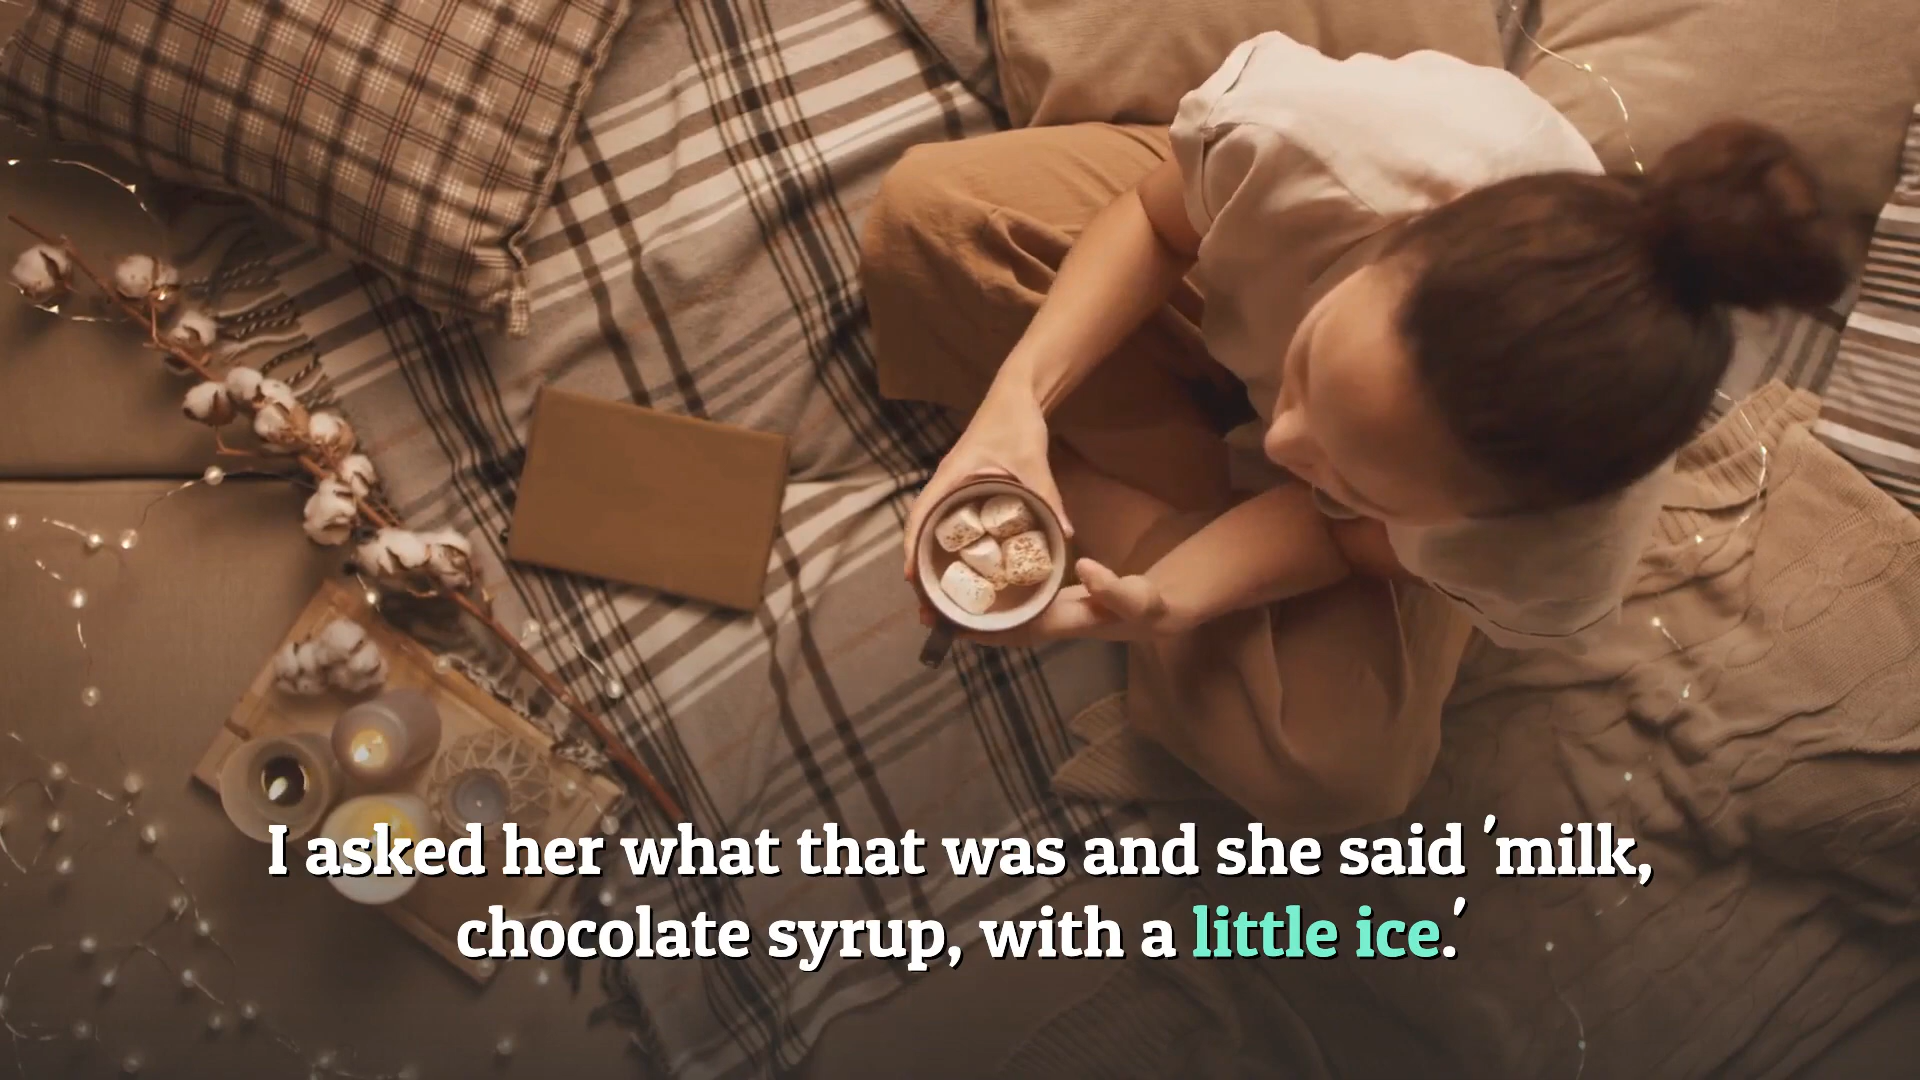 I asked her what that was and she said 'milk,
chocolate syrup, with a little ice.'